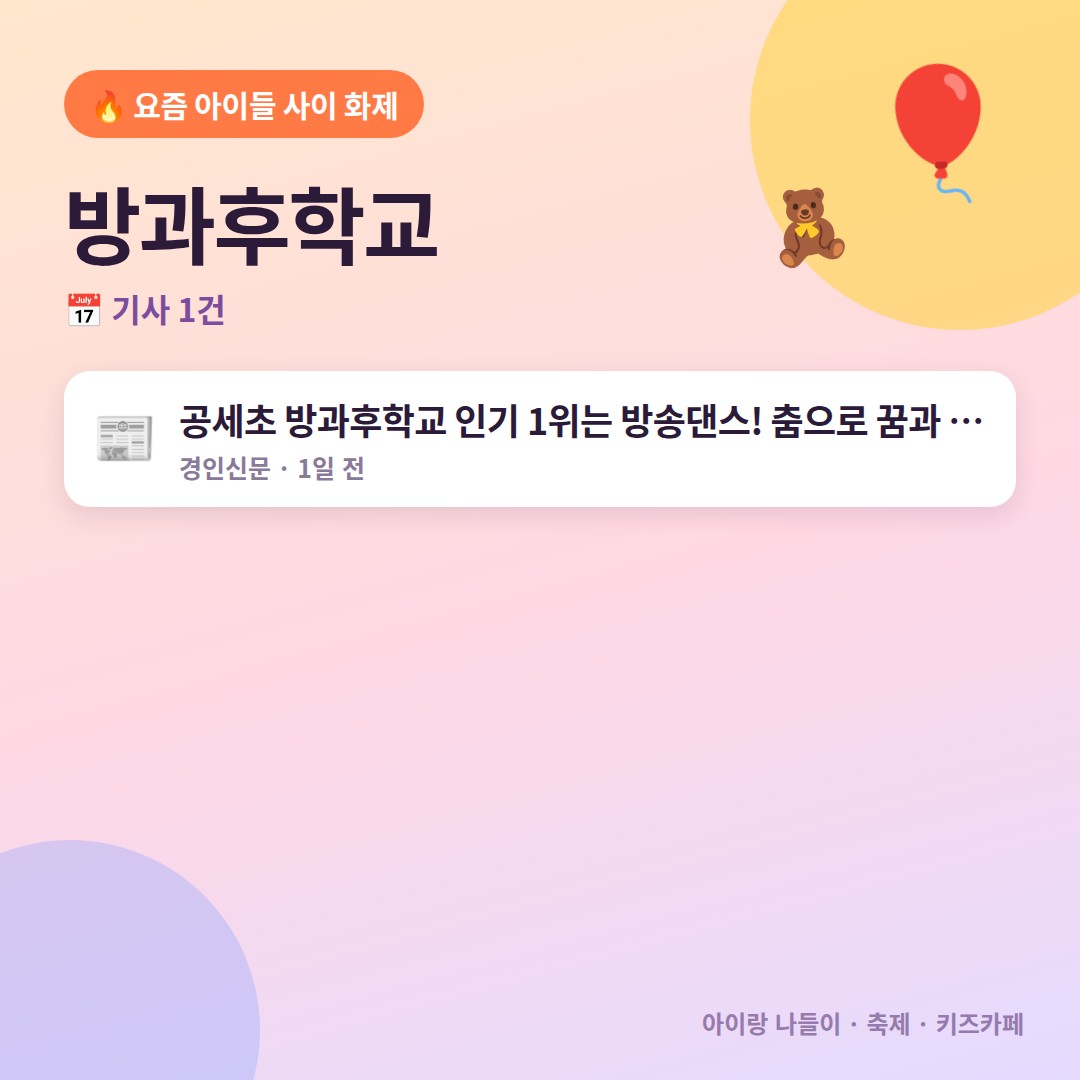 🔥 요즘 아이들 사이 화제
방과후학교
📅 기사 1건
공세초 방과후학교 인기 1위는 방송댄스! 춤으로 꿈과 …
경인신문 · 1일 전
아이랑 나들이 · 축제 · 키즈카페